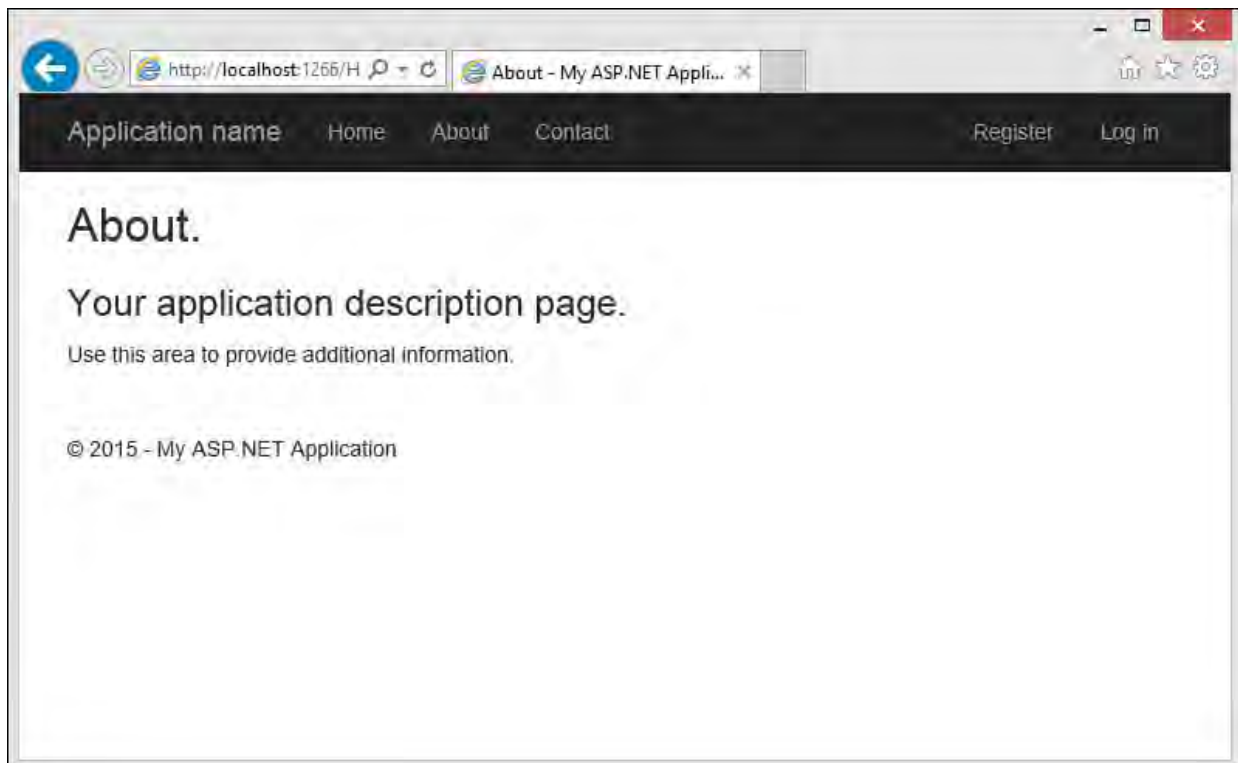 http://localhost:1266/H
About - My ASP.NET Appli...
Application name Home About Contact Register Log in
About.
Your application description page.
Use this area to provide additional information.
© 2015 - My ASP.NET Application